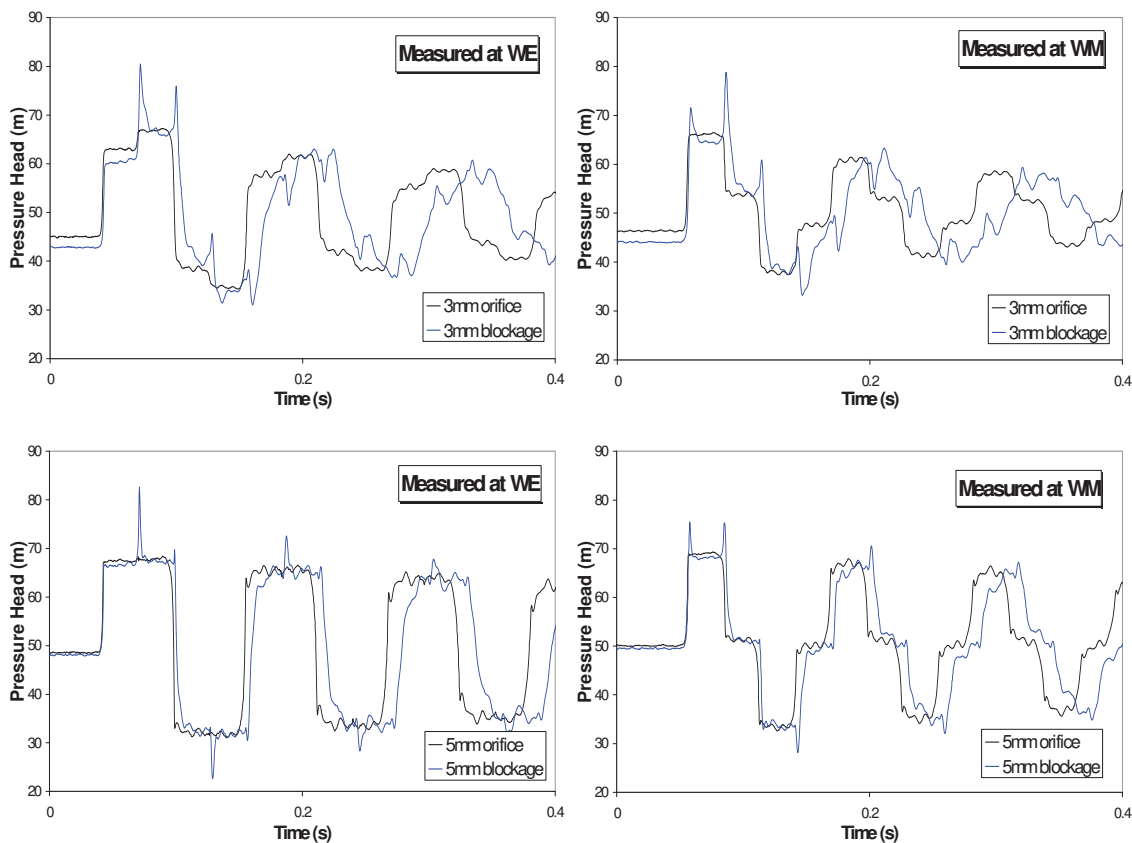 90
80
70
60
50
40
30
20
Pressure Head (m)
Measured at WE
3mm orifice
3mm blockage
0
0.2
0.4
Time (s)
90
80
70
60
50
40
30
20
Pressure Head (m)
Measured at WM
3mm orifice
3mm blockage
0
0.2
0.4
Time (s)
90
80
70
60
50
40
30
20
Pressure Head (m)
Measured at WE
5mm orifice
5mm blockage
0
0.2
0.4
Time (s)
90
80
70
60
50
40
30
20
Pressure Head (m)
Measured at WM
5mm orifice
5mm blockage
0
0.2
0.4
Time (s)